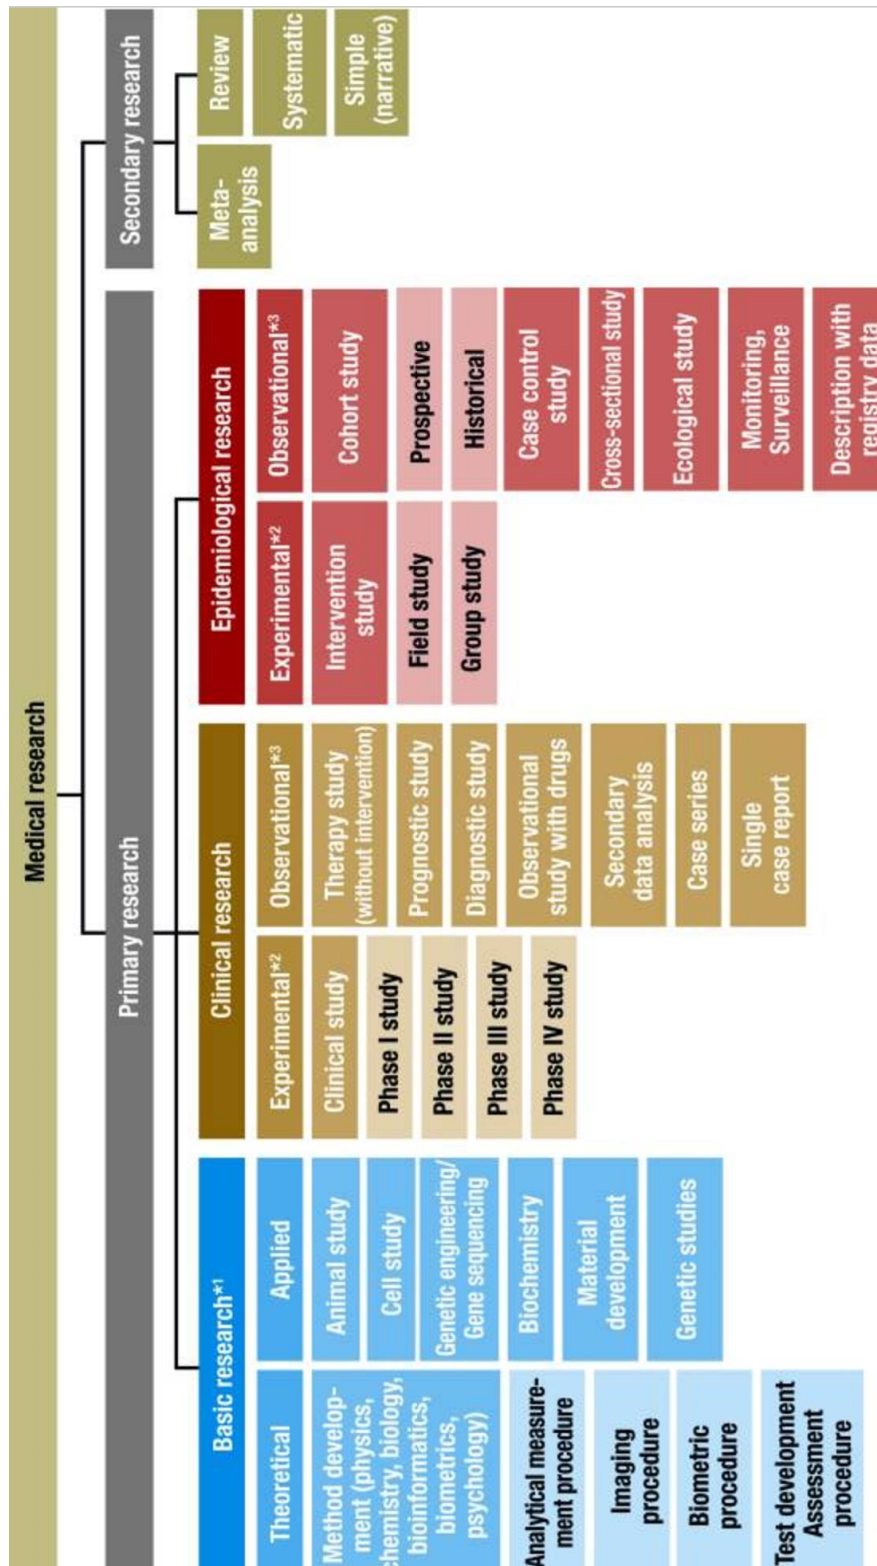 Medical research
Primary research
Secondary research
Basic research*1
Theoretical
Method develop-
ment (physics,
chemistry, biology,
bioinformatics,
biometrics,
psychology)
Analytical measure-
ment procedure
Imaging
procedure
Biometric
procedure
Test development
Assessment
procedure
Applied
Animal study
Cell study
Genetic engineering/
Gene sequencing
Biochemistry
Material
development
Genetic studies
Clinical research
Experimental*2
Clinical study
Phase I study
Phase II study
Phase III study
Phase IV study
Observational*3
Therapy study
(without intervention)
Prognostic study
Diagnostic study
Observational
study with drugs
Secondary
data analysis
Case series
Single
case report
Epidemiological research
Experimental*2
Intervention
study
Field study
Group study
Observational*3
Cohort study
Prospective
Historical
Case control
study
Cross-sectional study
Ecological study
Monitoring,
Surveillance
Description with
registry data
Meta-
analysis
Review
Systematic
Simple
(narrative)